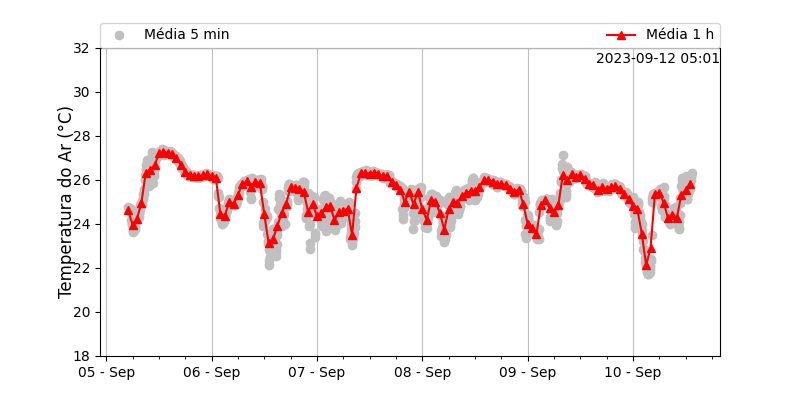 Média 5 min
Média 1 h
2023-09-12 05:01
Temperatura do Ar (°C)
32
30
28
26
24
22
20
18
05 - Sep
06 - Sep
07 - Sep
08 - Sep
09 - Sep
10 - Sep